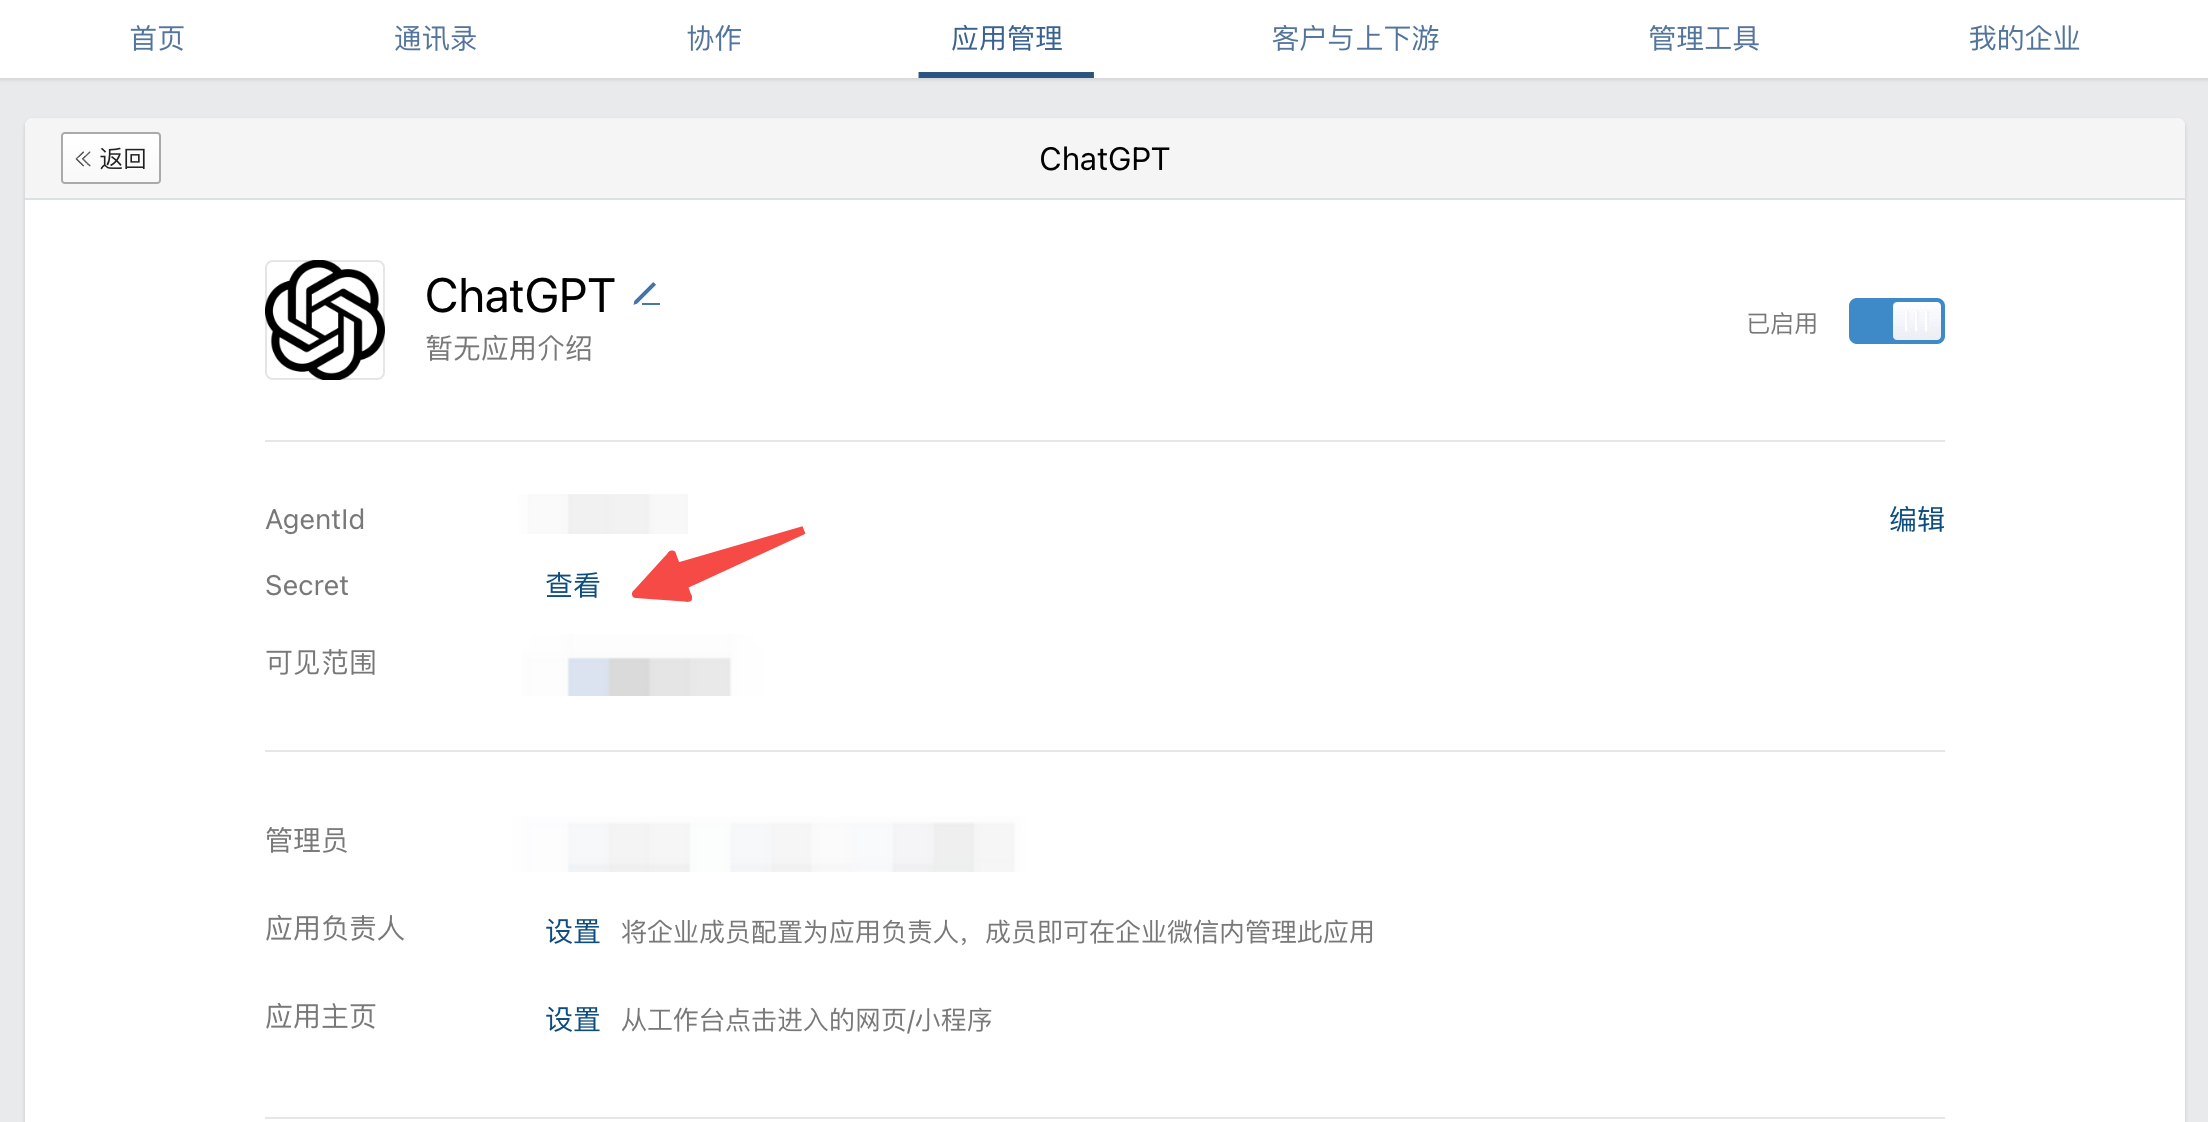 首页 通讯录 协作 应用管理 客户与上下游 管理工具 我的企业
« 返回 ChatGPT
ChatGPT
暂无应用介绍
已启用
AgentId 编辑
Secret 查看
可见范围
管理员
应用负责人 设置 将企业成员配置为应用负责人，成员即可在企业微信内管理此应用
应用主页 设置 从工作台点击进入的网页/小程序